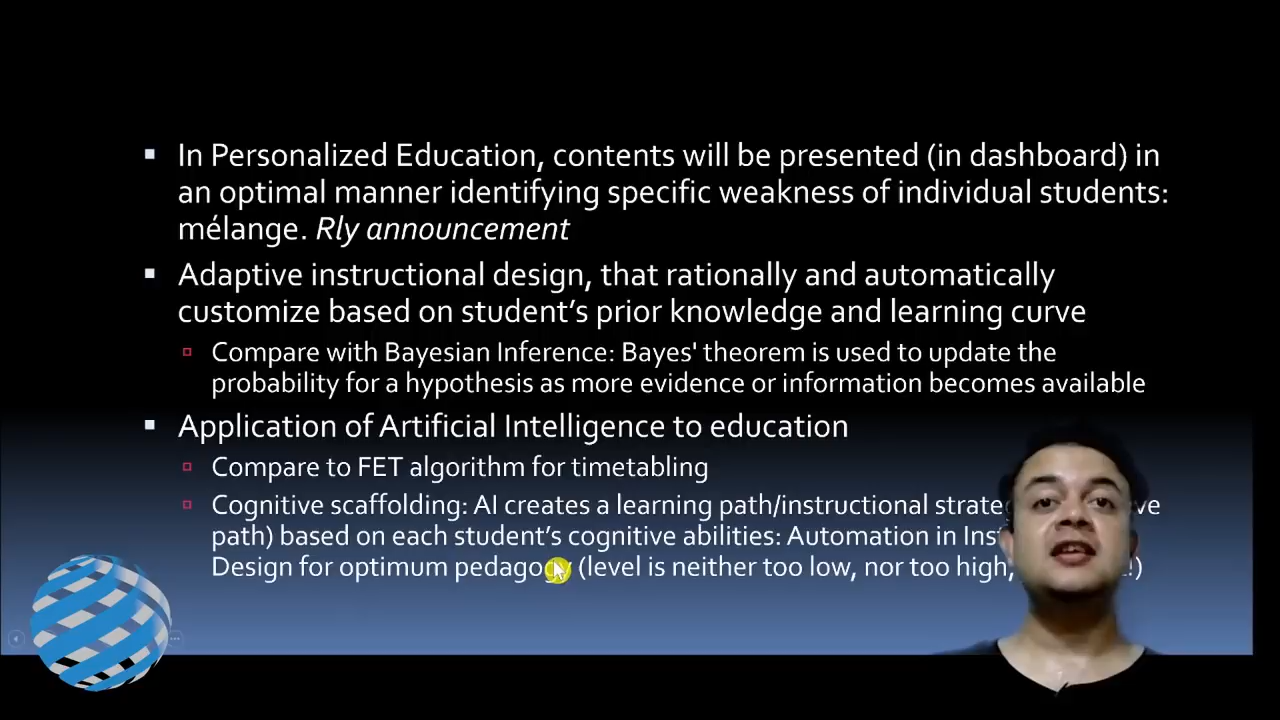 In Personalized Education, contents will be presented (in dashboard) in
an optimal manner identifying specific weakness of individual students:
mélange. Rly announcement
Adaptive instructional design, that rationally and automatically
customize based on student's prior knowledge and learning curve
Compare with Bayesian Inference: Bayes' theorem is used to update the
probability for a hypothesis as more evidence or information becomes available
Application of Artificial Intelligence to education
Compare to FET algorithm for timetabling
Cognitive scaffolding: AI creates a learning path/instructional
path) based on each student's cognitive abilities: Automation in
Design for optimum pedagogy (level is neither too low, nor too high,